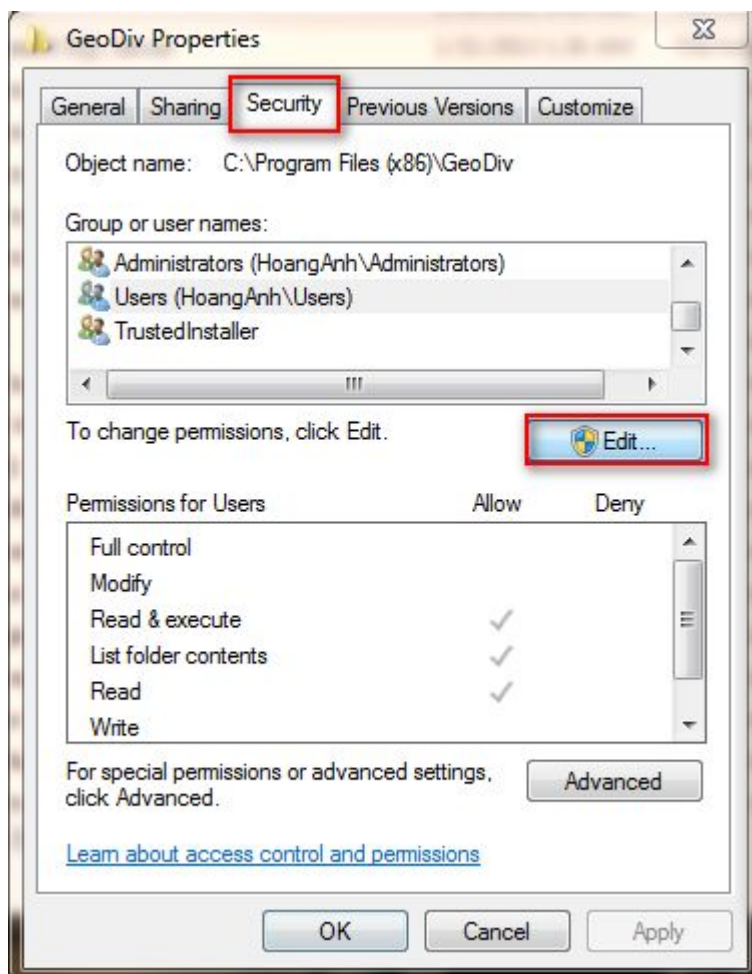 GeoDiv Properties
General Sharing Security Previous Versions Customize
Object name: C:\Program Files (x86)\GeoDiv
Group or user names:
Administrators (HoangAnh\Administrators)
Users (HoangAnh\Users)
TrustedInstaller
To change permissions, click Edit.
Edit...
Permissions for Users Allow Deny
Full control
Modify
Read & execute
List folder contents
Read
Write
For special permissions or advanced settings,
click Advanced.
Advanced
Learn about access control and permissions
OK Cancel Apply